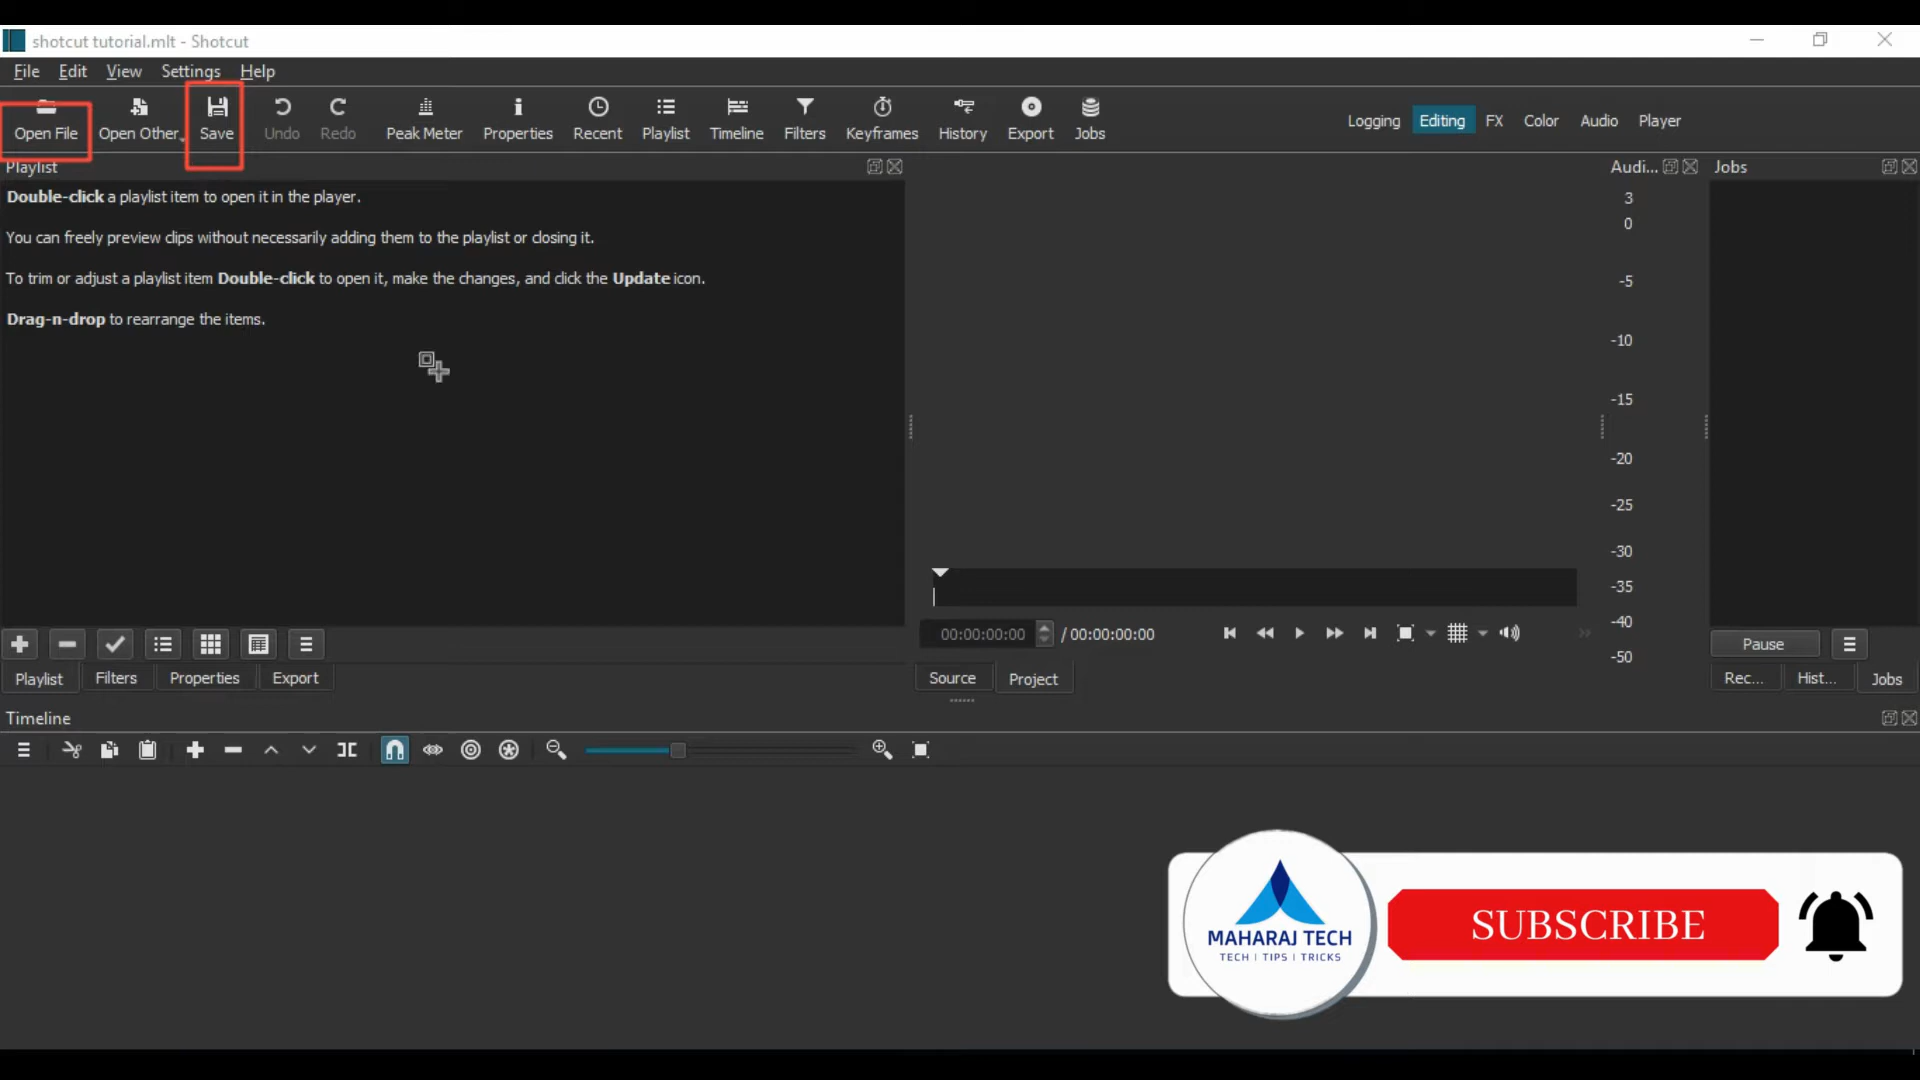 shotcut tutorial.mlt - Shotcut
File Edit View Settings Help
Open File Open Other Save Undo Redo Peak Meter Properties Recent Playlist Timeline Filters Keyframes History Export Jobs
Logging Editing FX Color Audio Player
Playlist
Double-click a playlist item to open it in the player.
You can freely preview clips without necessarily adding them to the playlist or closing it.
To trim or adjust a playlist item Double-click to open it, make the changes, and click the Update icon.
Drag-n-drop to rearrange the items.
Playlist Filters Properties Export
00:00:00:00 / 00:00:00:00
Source Project
Audi...
3
0
-5
-10
-15
-20
-25
-30
-35
-40
-50
Jobs
Pause
Rec... Hist... Jobs
Timeline
MAHARAJ TECH
TECH | TIPS | TRICKS
SUBSCRIBE